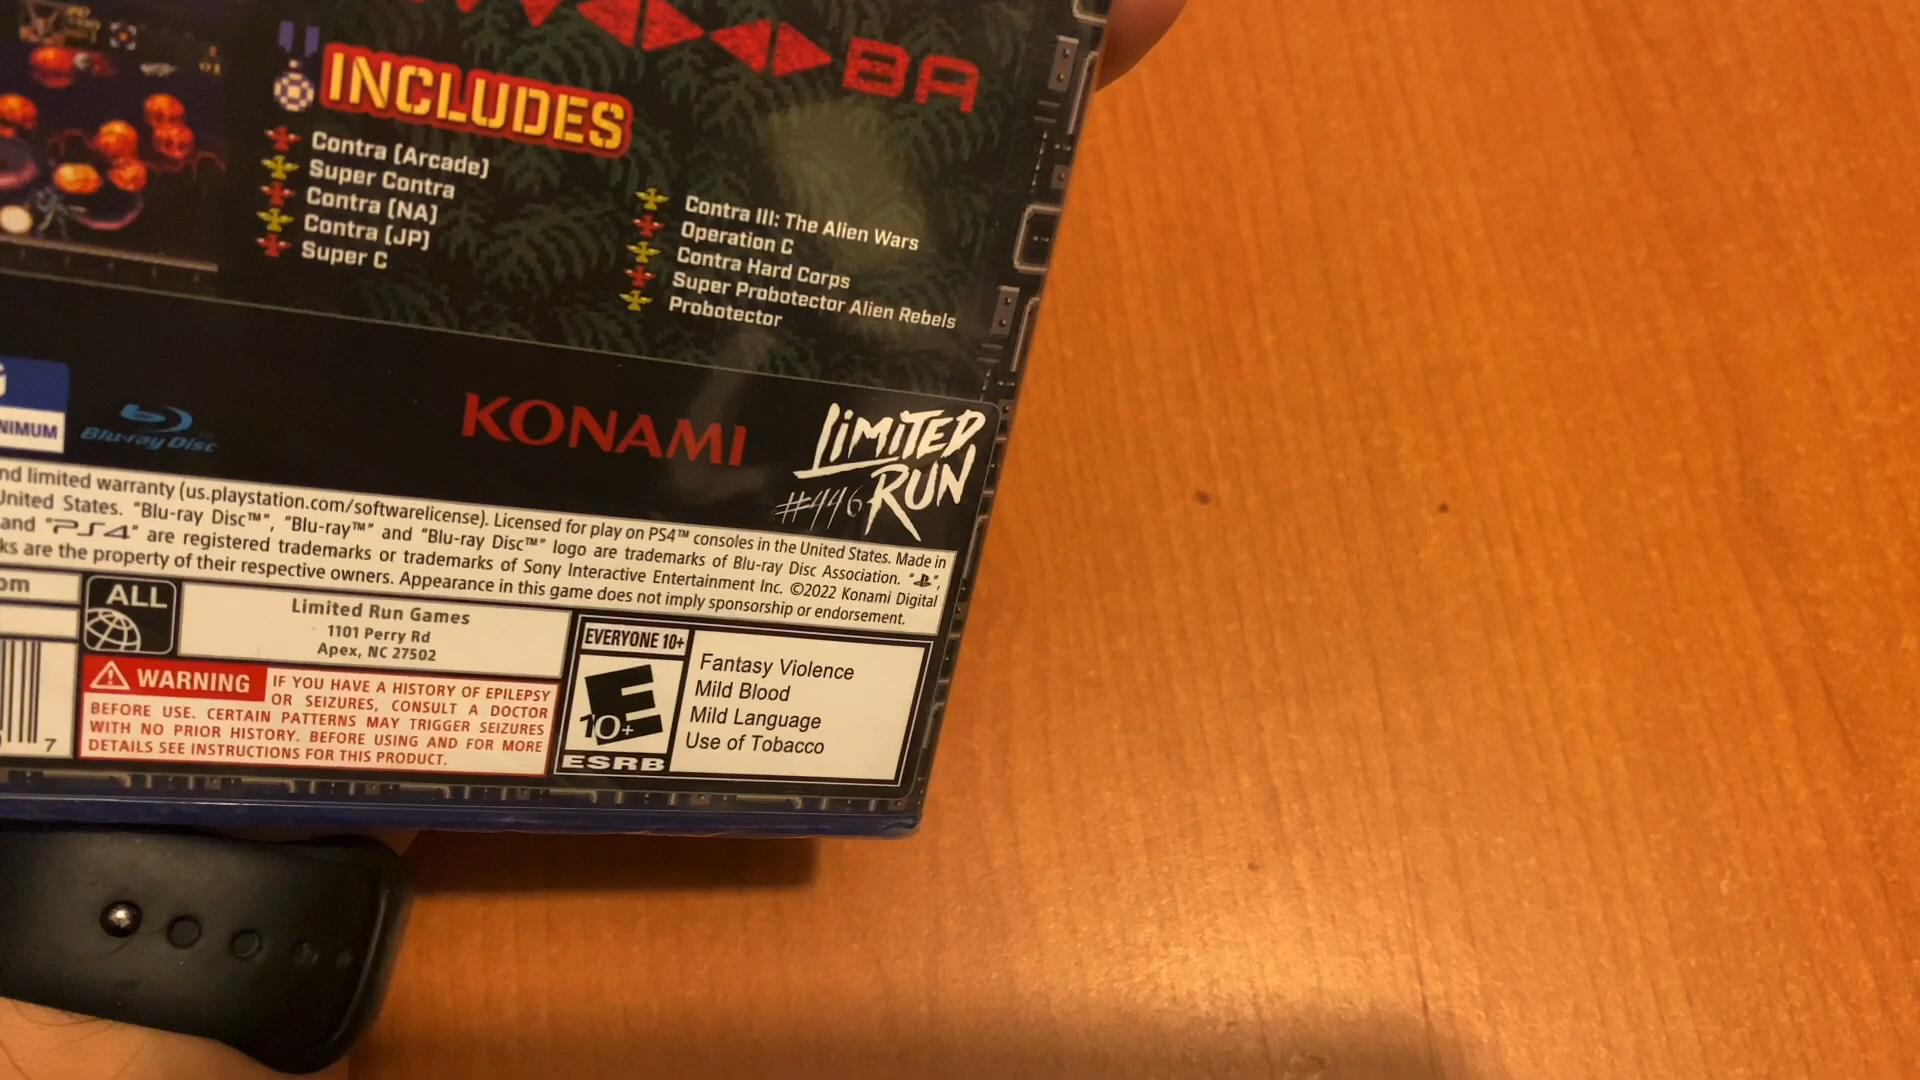 BA
INCLUDES
Contra (Arcade)
Super Contra
Contra (NA)
Contra (JP)
Super C
Contra III: The Alien Wars
Operation C
Contra Hard Corps
Super Probotector Alien Rebels
Probotector
NIMUM
Blu-ray Disc
KONAMI
LIMITED
RUN
#446
nd limited warranty (us.playstation.com/softwarelicense). Licensed for play on PS4™ consoles in the United States. Made in
United States. "Blu-ray Disc™", "Blu-ray™" and "Blu-ray Disc™" logo are trademarks of Blu-ray Disc Association. "
and "PS4" are registered trademarks or trademarks of Sony Interactive Entertainment Inc. ©2022 Konami Digital
ks are the property of their respective owners. Appearance in this game does not imply sponsorship or endorsement.
om
ALL
Limited Run Games
1101 Perry Rd
Apex, NC 27502
7
WARNING IF YOU HAVE A HISTORY OF EPILEPSY
OR SEIZURES, CONSULT A DOCTOR
BEFORE USE. CERTAIN PATTERNS MAY TRIGGER SEIZURES
WITH NO PRIOR HISTORY. BEFORE USING AND FOR MORE
DETAILS SEE INSTRUCTIONS FOR THIS PRODUCT.
EVERYONE 10+
E
10+
ESRB
Fantasy Violence
Mild Blood
Mild Language
Use of Tobacco